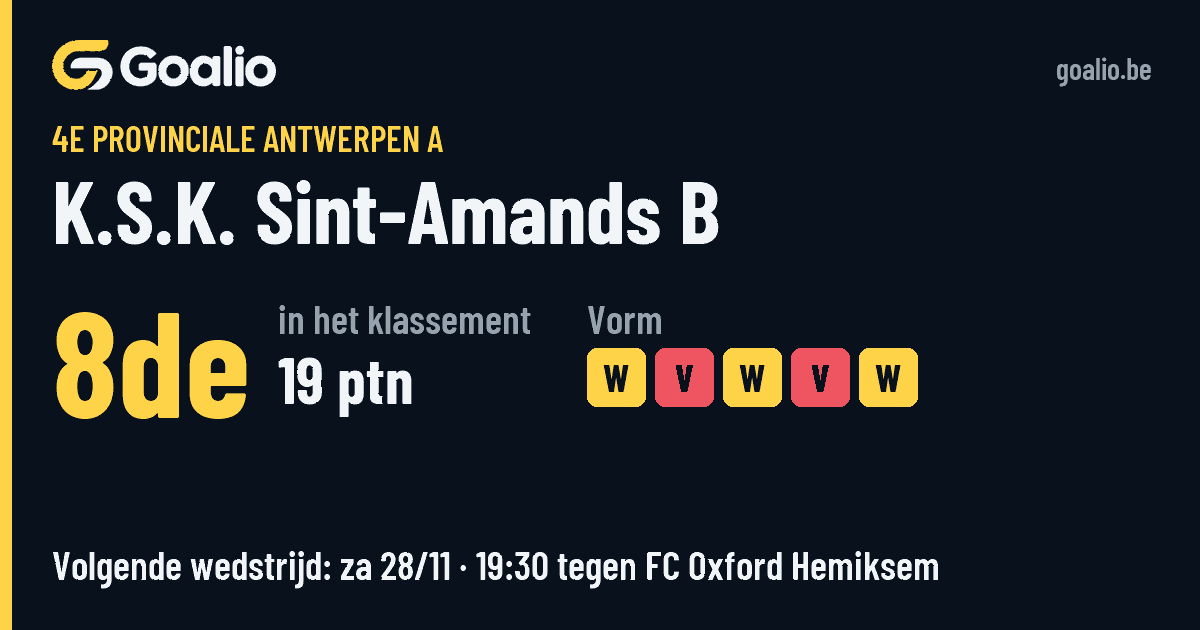 Goalio
goalio.be
4E PROVINCIALE ANTWERPEN A
K.S.K. Sint-Amands B
8de
in het klassement
19 ptn
Vorm
W V W V W
Volgende wedstrijd: za 28/11 · 19:30 tegen FC Oxford Hemiksem